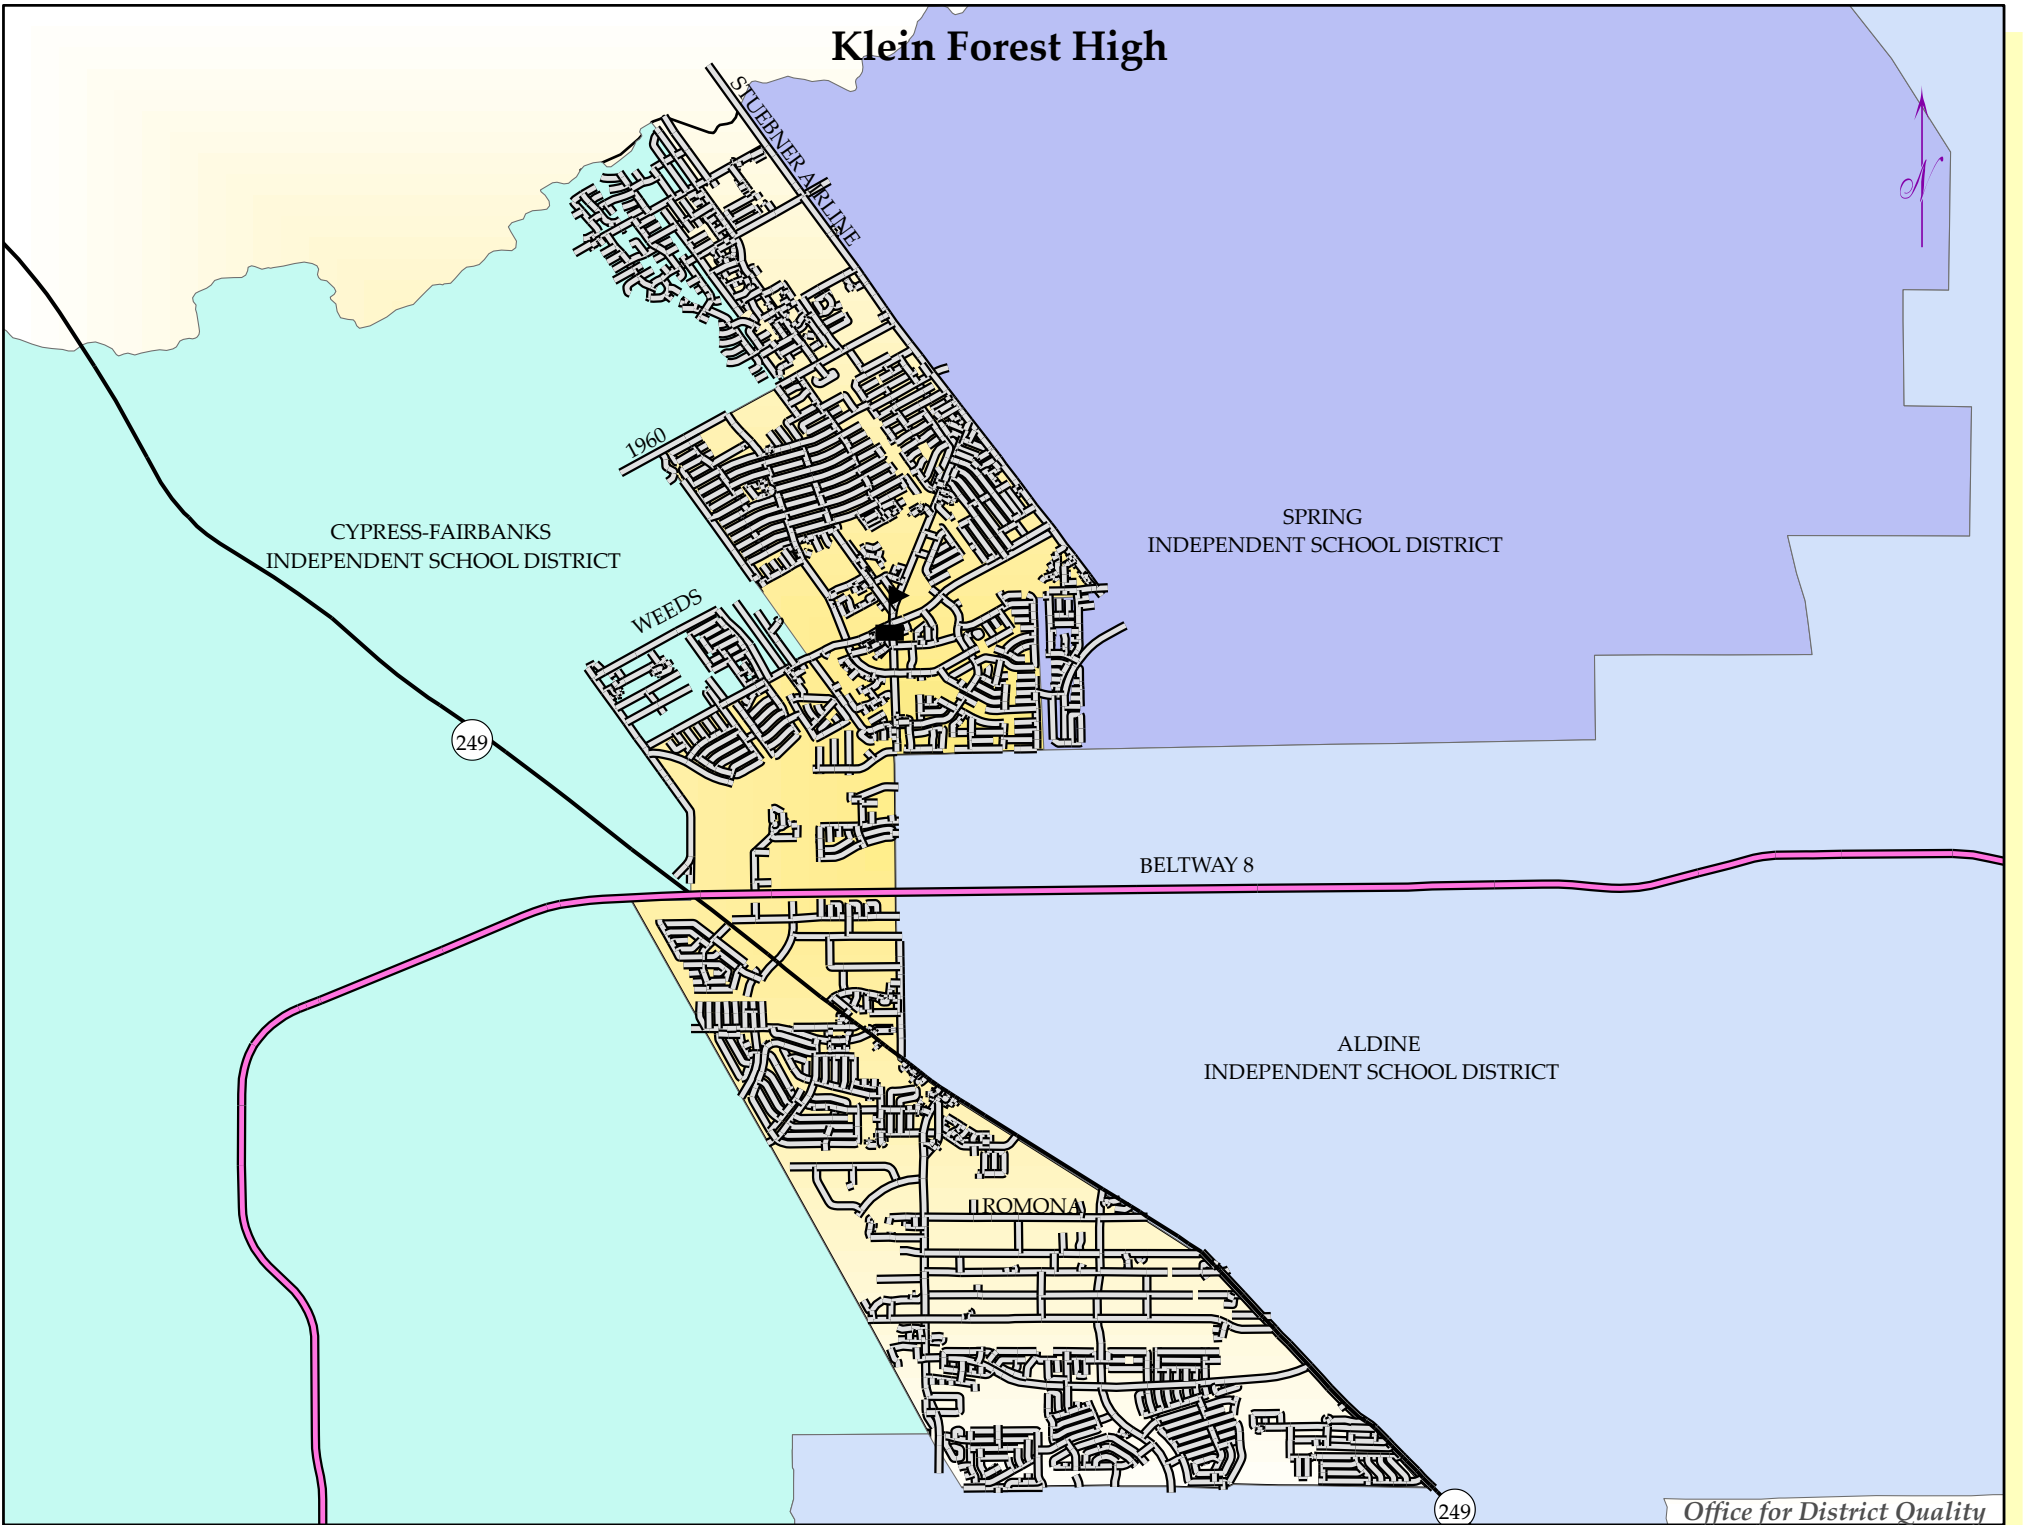 Klein Forest High
STUEBNER AIRLINE
N
1960
CYPRESS-FAIRBANKS
INDEPENDENT SCHOOL DISTRICT
SPRING
INDEPENDENT SCHOOL DISTRICT
WEEDS
249
BELTWAY 8
ALDINE
INDEPENDENT SCHOOL DISTRICT
ROMONA
249
Office for District Quality